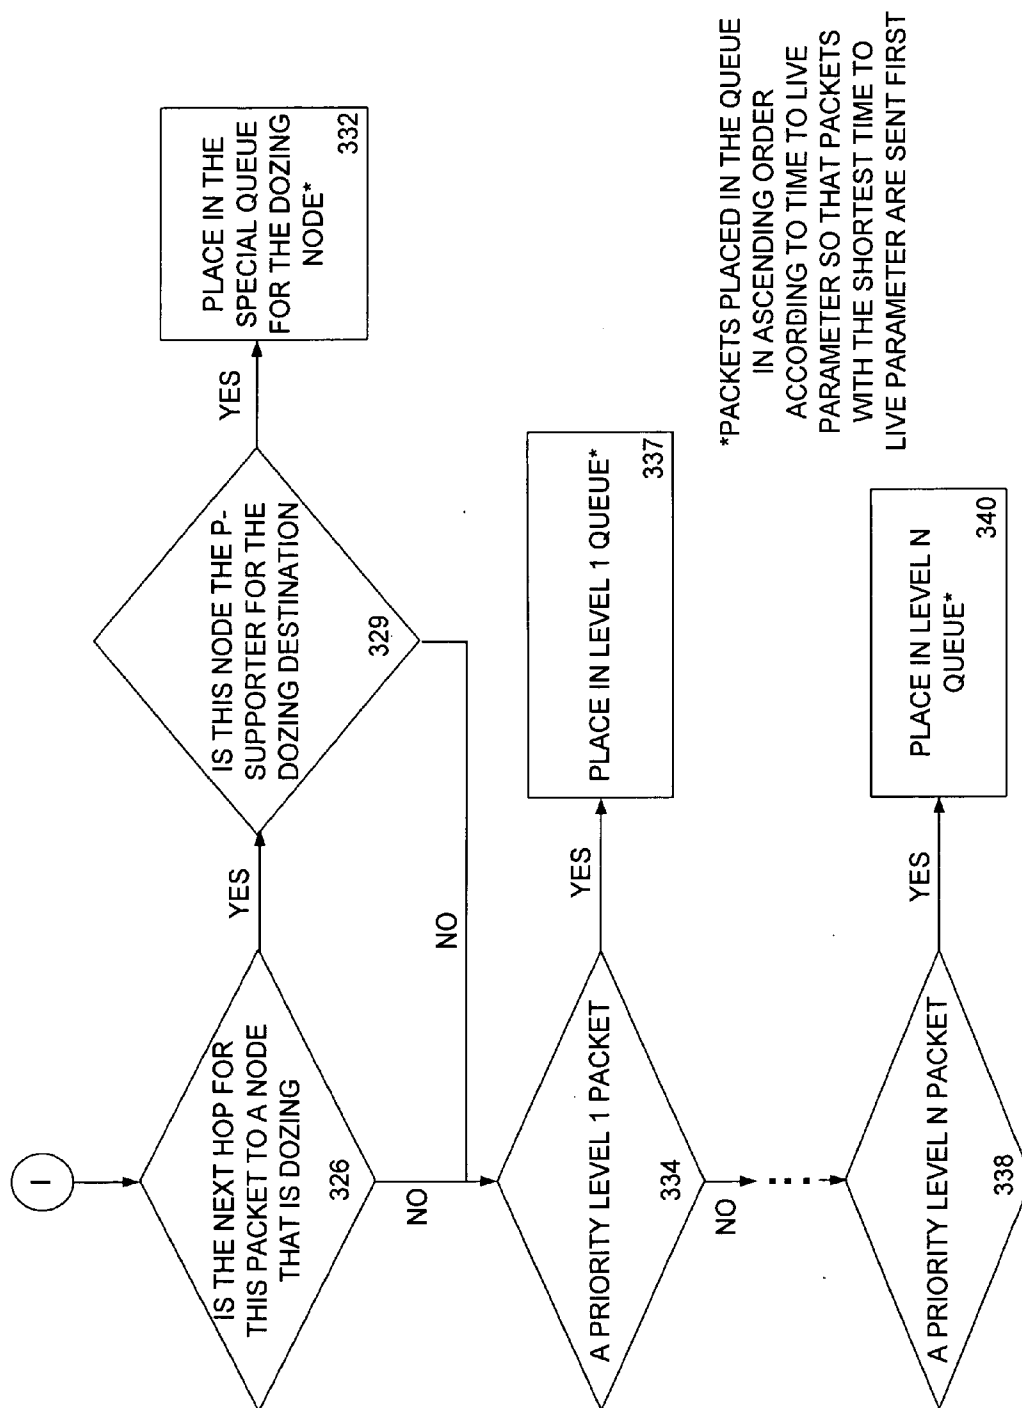 I
IS THE NEXT HOP FOR
THIS PACKET TO A NODE
THAT IS DOZING
326
YES
IS THIS NODE THE P-
SUPPORTER FOR THE
DOZING DESTINATION
329
YES
PLACE IN THE
SPECIAL QUEUE
FOR THE DOZING
NODE*
332
NO
NO
A PRIORITY LEVEL 1 PACKET
334
YES
PLACE IN LEVEL 1 QUEUE*
337
NO
A PRIORITY LEVEL N PACKET
338
YES
PLACE IN LEVEL N
QUEUE*
340
*PACKETS PLACED IN THE QUEUE
IN ASCENDING ORDER
ACCORDING TO TIME TO LIVE
PARAMETER SO THAT PACKETS
WITH THE SHORTEST TIME TO
LIVE PARAMETER ARE SENT FIRST